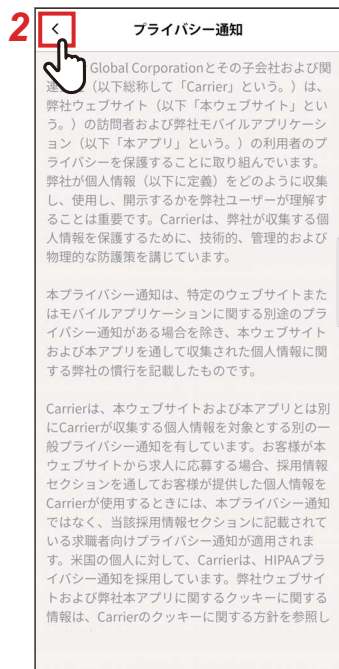 2
プライバシー通知
Global Corporationとその子会社および関
連 （以下総称して「Carrier」という。）は、
弊社ウェブサイト（以下「本ウェブサイト」とい
う。）の訪問者および弊社モバイルアプリケーシ
ョン（以下「本アプリ」という。）の利用者のプ
ライバシーを保護することに取り組んでいます。
弊社が個人情報（以下に定義）をどのように収集
し、使用し、開示するかを弊社ユーザーが理解す
ることは重要です。Carrierは、弊社が収集する個
人情報を保護するために、技術的、管理的および
物理的な防護策を講じています。
本プライバシー通知は、特定のウェブサイトまた
はモバイルアプリケーションに関する別途のプラ
イバシー通知がある場合を除き、本ウェブサイト
および本アプリを通して収集された個人情報に関
する弊社の慣行を記載したものです。
Carrierは、本ウェブサイトおよび本アプリとは別
にCarrierが収集する個人情報を対象とする別の一
般プライバシー通知を有しています。お客様が本
ウェブサイトから求人に応募する場合、採用情報
セクションを通してお客様が提供した個人情報を
Carrierが使用するときには、本プライバシー通知
ではなく、当該採用情報セクションに記載されて
いる求職者向けプライバシー通知が適用されま
す。米国の個人に対して、Carrierは、HIPAAプラ
イバシー通知を採用しています。弊社ウェブサイ
トおよび弊社本アプリに関するクッキーに関する
情報は、Carrierのクッキーに関する方針を参照し